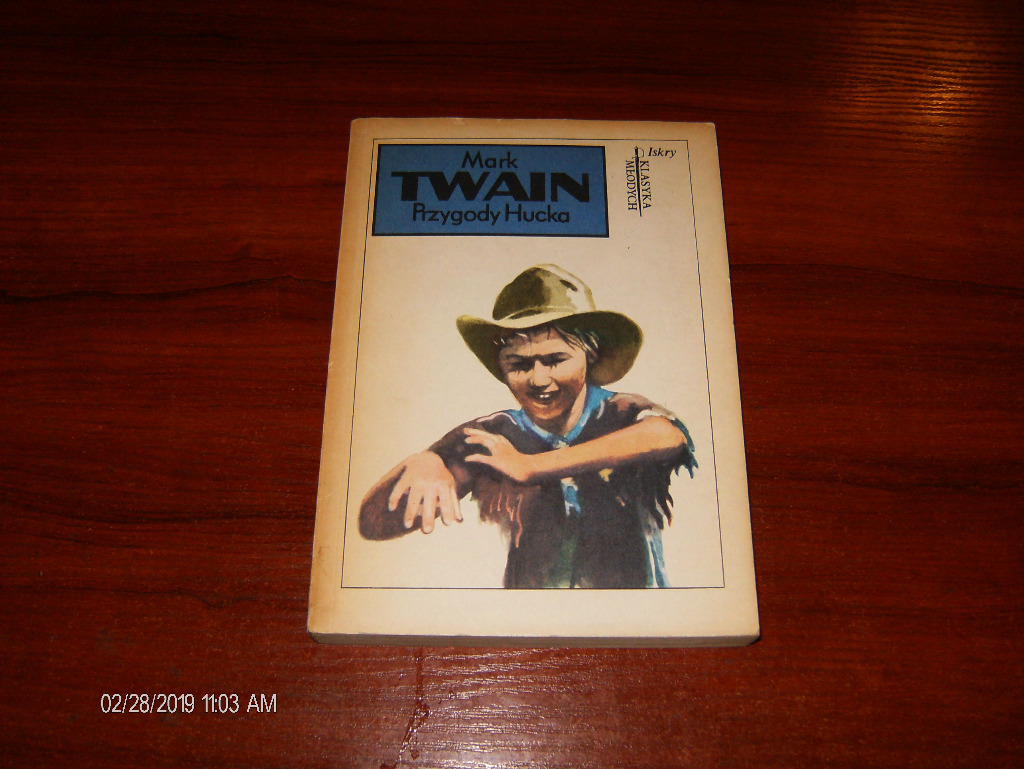 Mark
TWAIN
Przygody Hucka
Iskry
KLASYKA
MŁODYCH
02/28/2019 11:03 AM